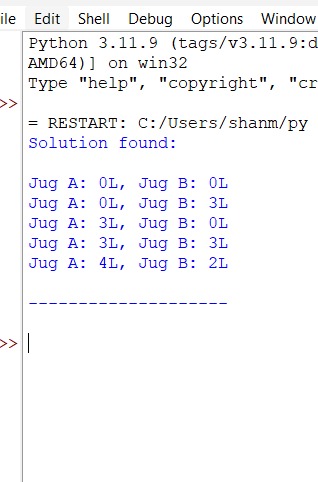 ile Edit Shell Debug Options Window
Python 3.11.9 (tags/v3.11.9:d
AMD64)] on win32
Type "help", "copyright", "cr
>>
= RESTART: C:/Users/shanm/py
Solution found:
Jug A: 0L, Jug B: 0L
Jug A: 0L, Jug B: 3L
Jug A: 3L, Jug B: 0L
Jug A: 3L, Jug B: 3L
Jug A: 4L, Jug B: 2L
--------------------
>>